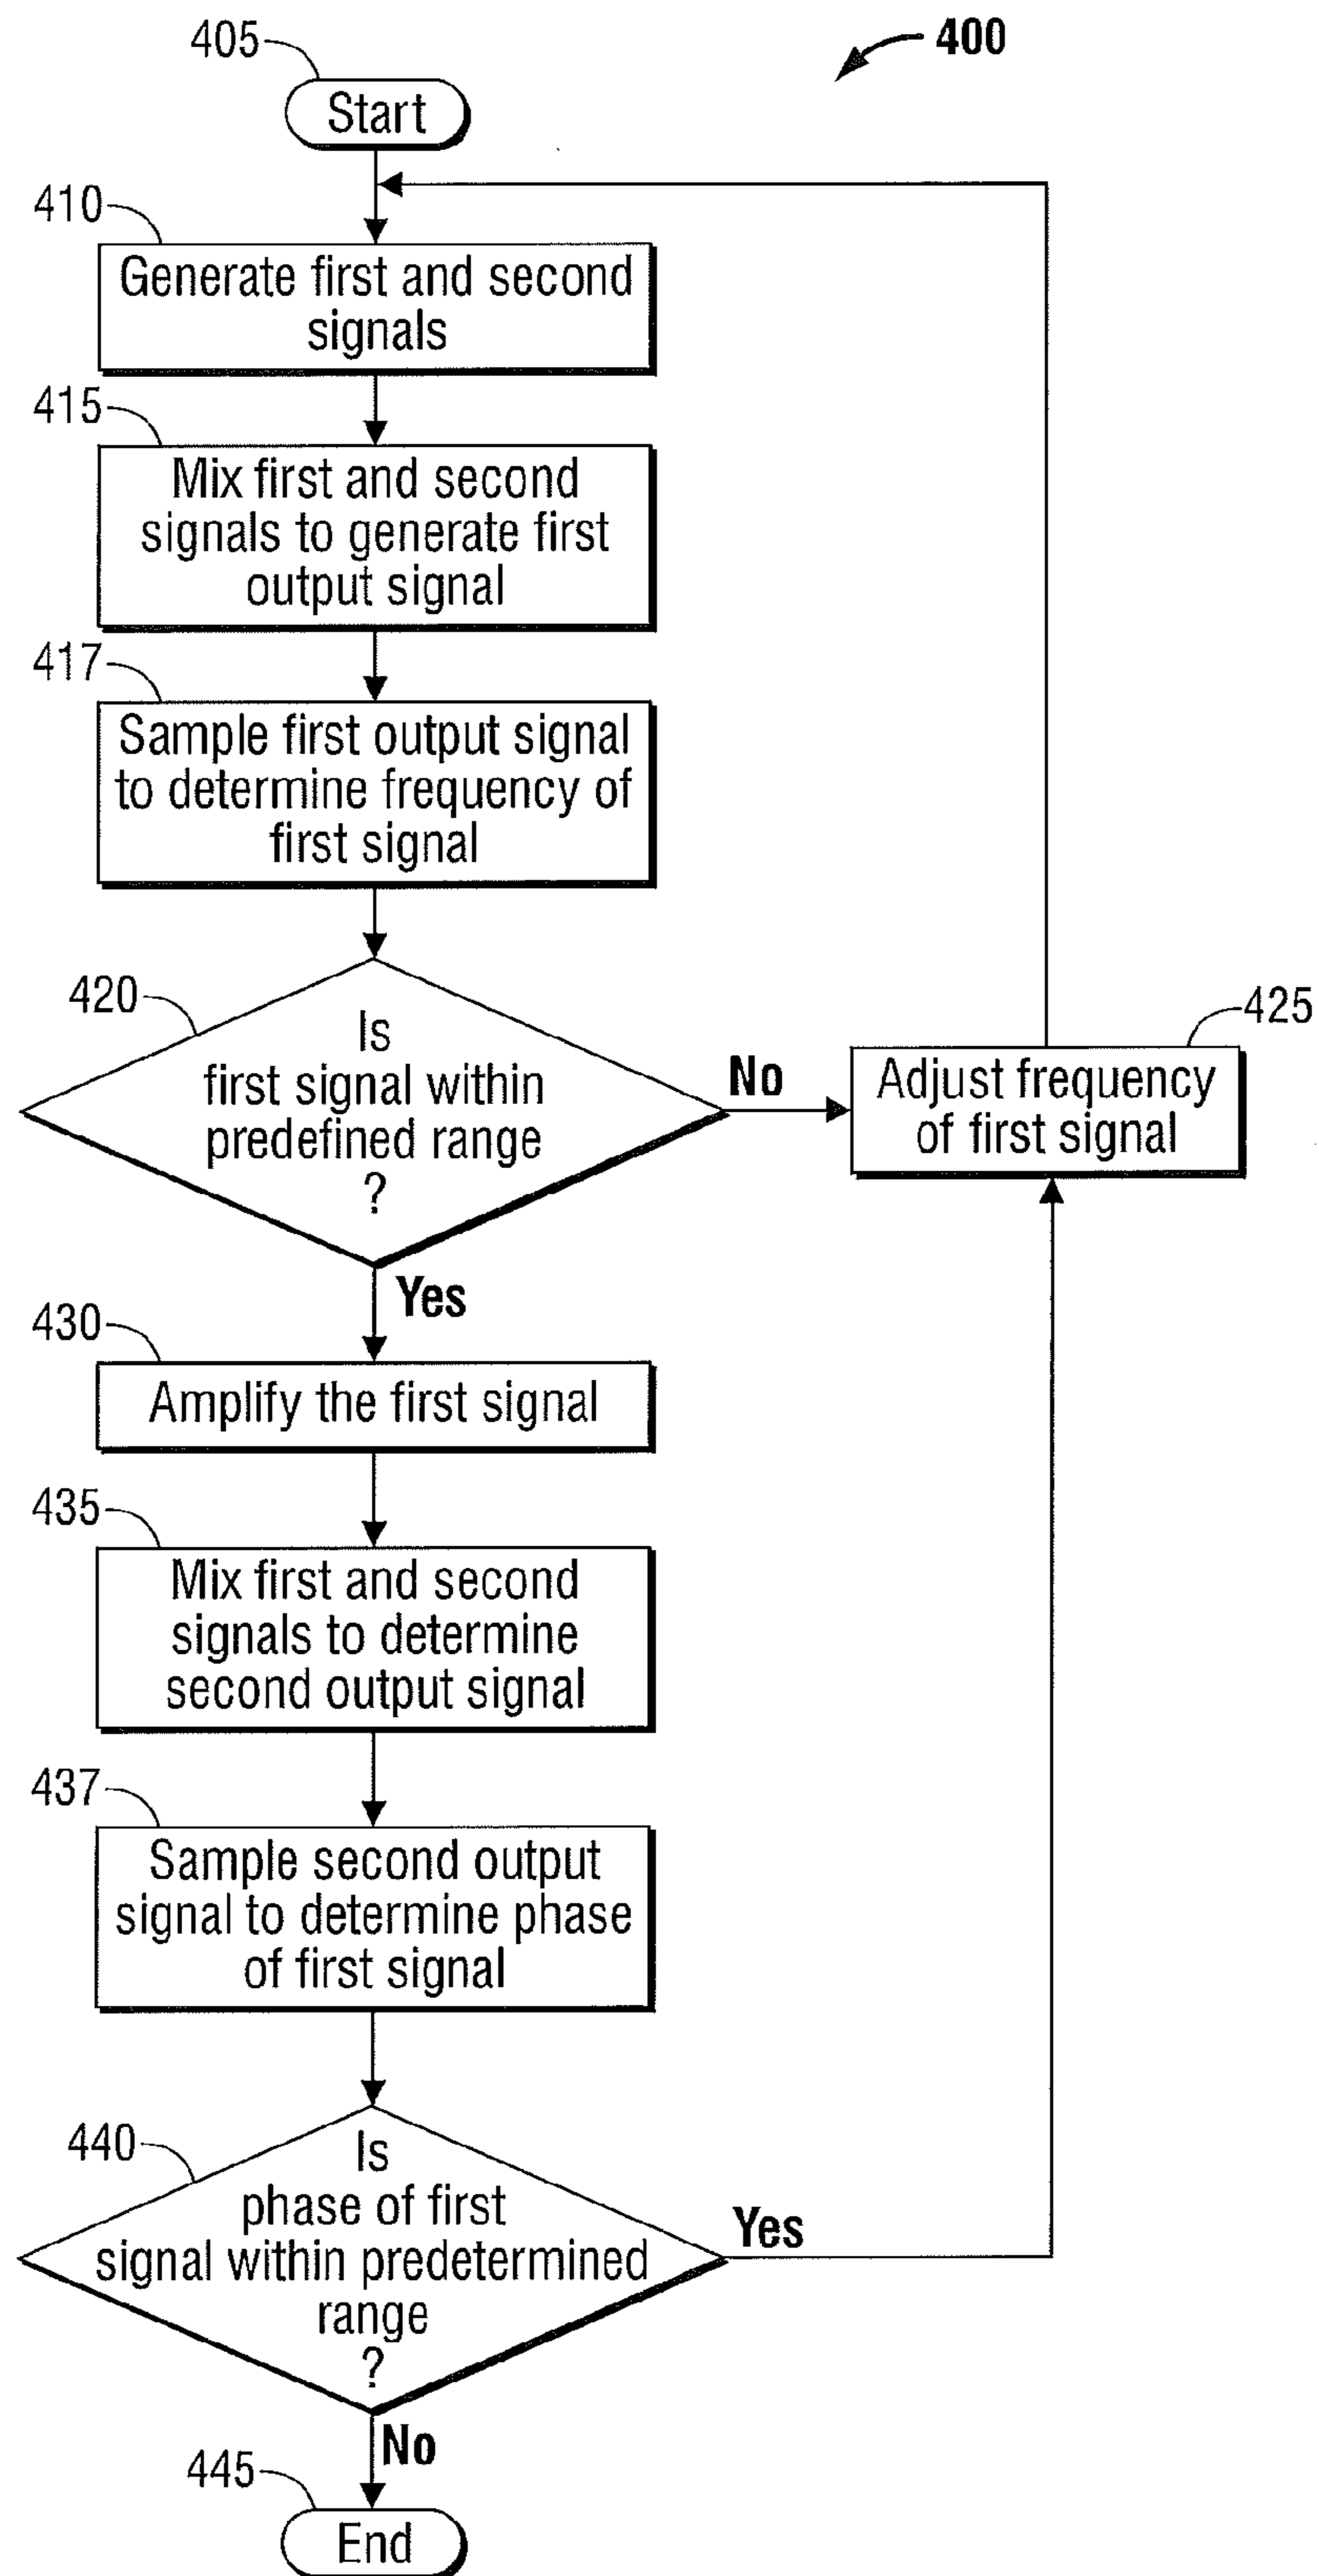 400
405
Start
410
Generate first and second
signals
415
Mix first and second
signals to generate first
output signal
417
Sample first output signal
to determine frequency of
first signal
420
Is
first signal within
predefined range
?
No
425
Adjust frequency
of first signal
Yes
430
Amplify the first signal
435
Mix first and second
signals to determine
second output signal
437
Sample second output
signal to determine phase
of first signal
440
Is
phase of first
signal within predetermined
range
?
Yes
No
445
End